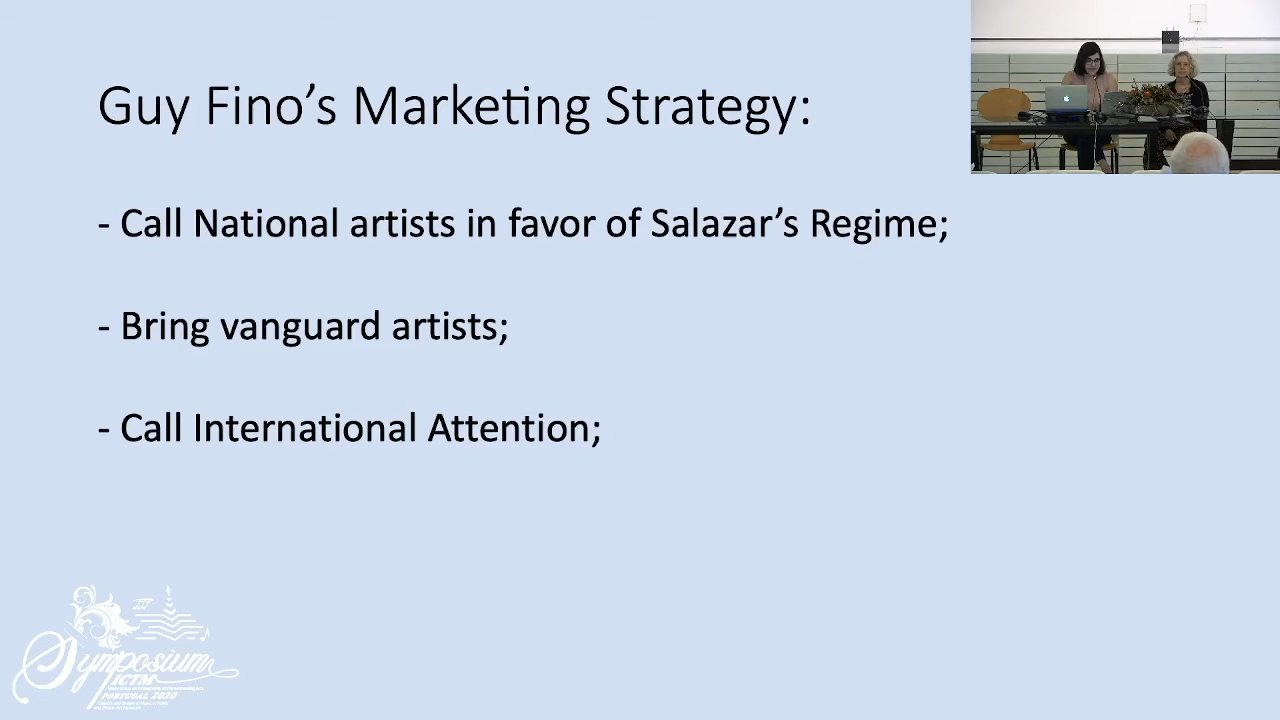 Guy Fino’s Marketing Strategy:
- Call National artists in favor of Salazar’s Regime;
- Bring vanguard artists;
- Call International Attention;
Symposium
ICTM
PORTUGAL 2020